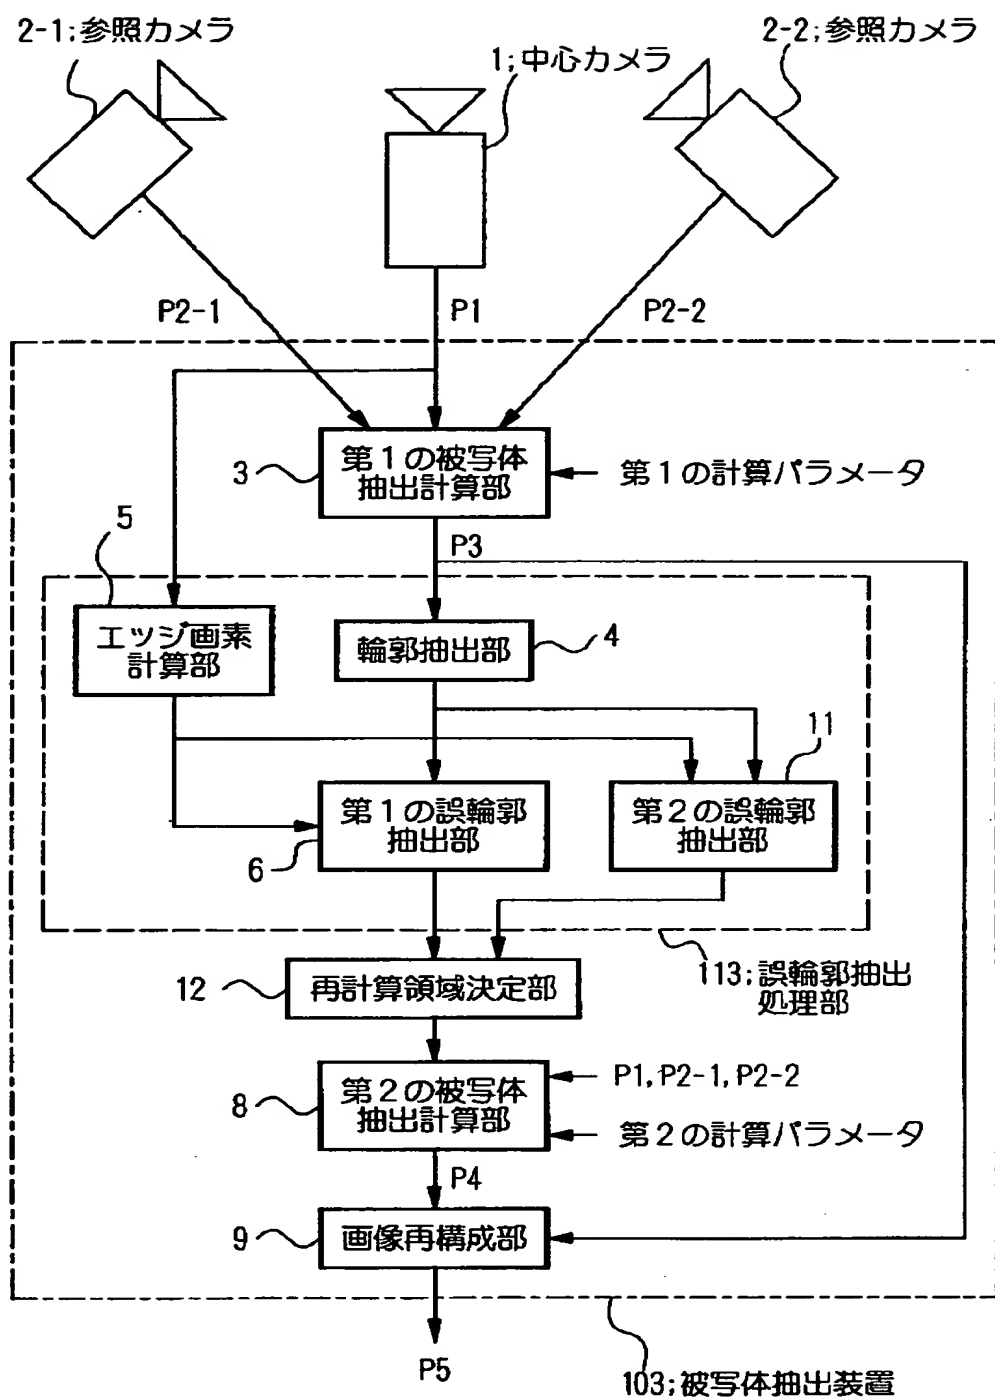 2-1;参照カメラ
1;中心カメラ
2-2;参照カメラ
P2-1
P1
P2-2
3
第1の被写体
抽出計算部
第1の計算パラメータ
P3
5
エッジ画素
計算部
輪郭抽出部
4
11
第1の誤輪郭
抽出部
6
第2の誤輪郭
抽出部
12
再計算領域決定部
113;誤輪郭抽出
処理部
8
第2の被写体
抽出計算部
P1, P2-1, P2-2
第2の計算パラメータ
P4
9
画像再構成部
P5
103;被写体抽出装置